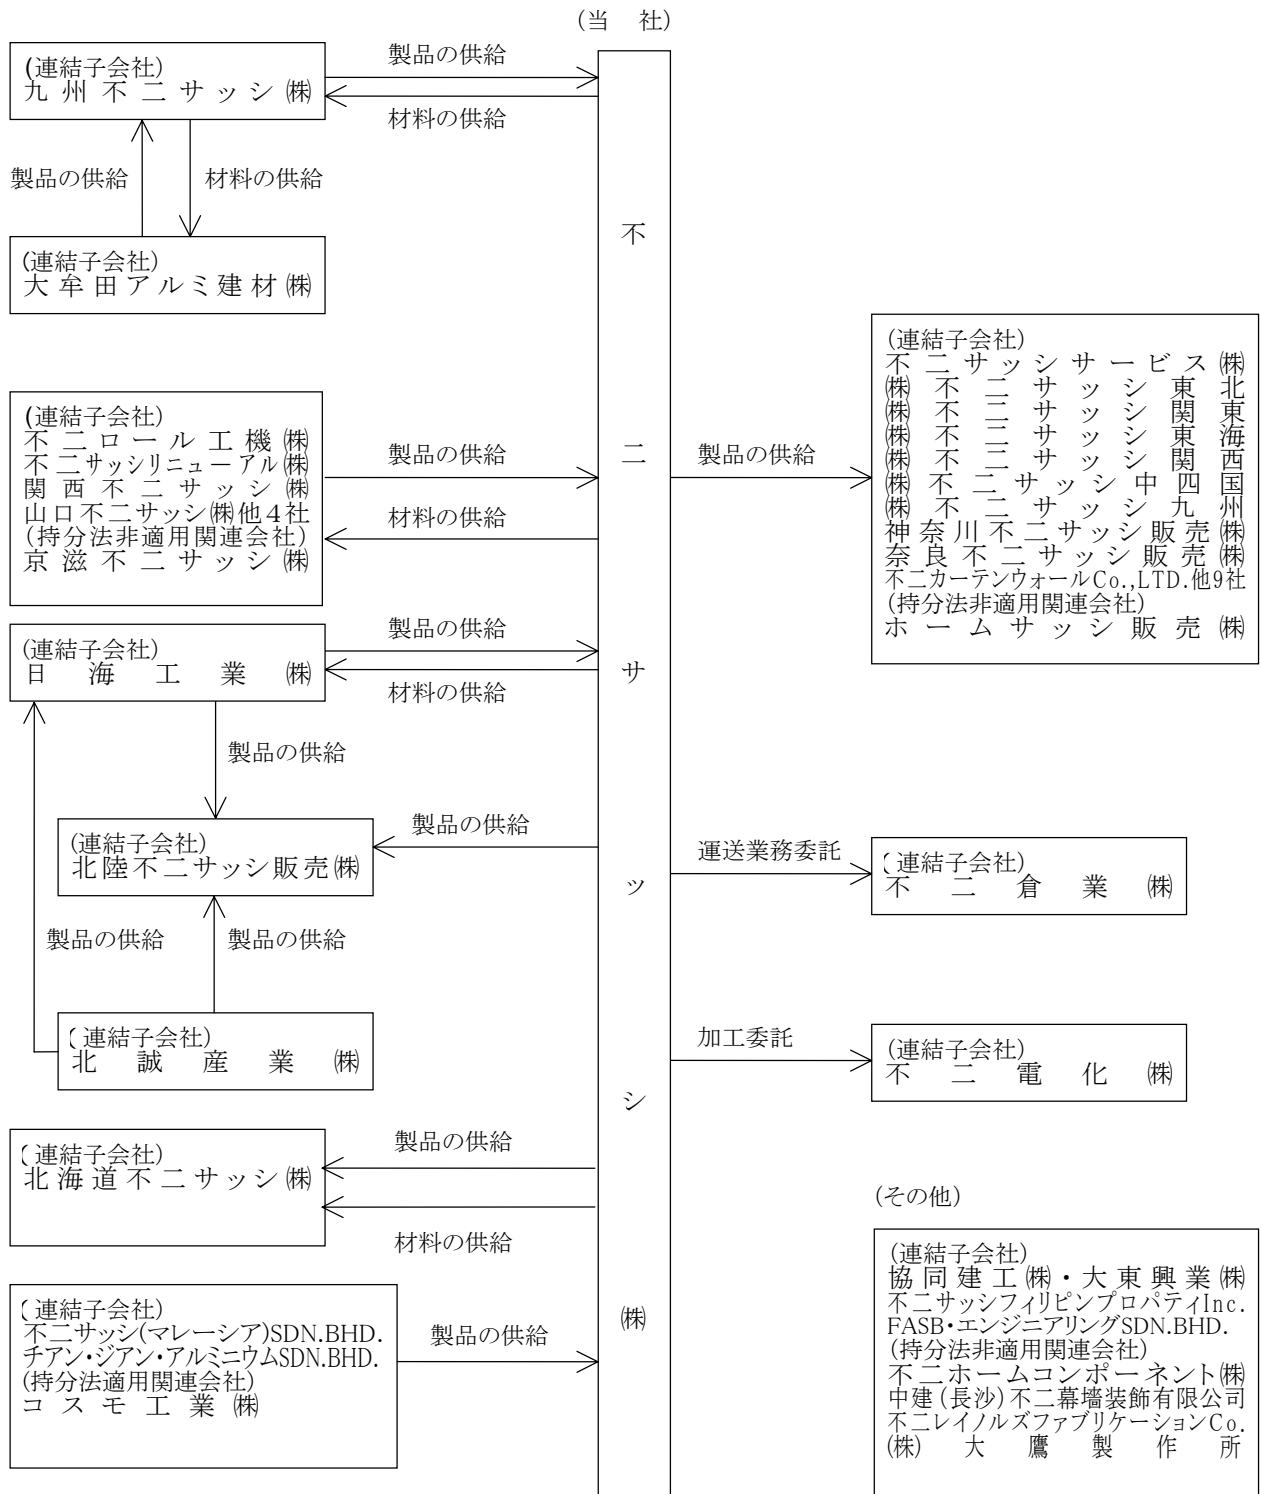 (当 社)
製品の供給
(連結子会社)
九州不二サッシ㈱
材料の供給
製品の供給
材料の供給
(連結子会社)
大牟田アルミ建材㈱
(連結子会社)
不二ロール工機㈱
不二サッシリニューアル㈱
関西不二サッシ㈱
山口不二サッシ㈱他4社
(持分法非適用関連会社)
京滋不二サッシ㈱
製品の供給
材料の供給
(連結子会社)
日海工業㈱
製品の供給
材料の供給
製品の供給
(連結子会社)
北陸不二サッシ販売㈱
製品の供給
製品の供給
製品の供給
(連結子会社)
北誠産業㈱
(連結子会社)
北海道不二サッシ㈱
製品の供給
材料の供給
(連結子会社)
不二サッシ(マレーシア)SDN.BHD.
チアン・ジアン・アルミニウムSDN.BHD.
(持分法適用関連会社)
コスモ工業㈱
製品の供給
不二サッシ㈱
製品の供給
(連結子会社)
不二サッシサービス㈱
㈱不二サッシ東北
㈱不二サッシ関東
㈱不二サッシ東海
㈱不二サッシ関西
㈱不二サッシ中四国
㈱不二サッシ九州
神奈川不二サッシ販売㈱
奈良不二サッシ販売㈱
不二カーテンウォールCo.,LTD.他9社
(持分法非適用関連会社)
ホームサッシ販売㈱
運送業務委託
(連結子会社)
不二倉業㈱
加工委託
(連結子会社)
不二電化㈱
(その他)
(連結子会社)
協同建工㈱・大東興業㈱
不二サッシフィリピンプロパティInc.
FASB・エンジニアリングSDN.BHD.
(持分法非適用関連会社)
不二ホームコンポーネント㈱
中建(長沙)不二幕墻装飾有限公司
不二レイノルズファブリケーションCo.
(株)大鷹製作所